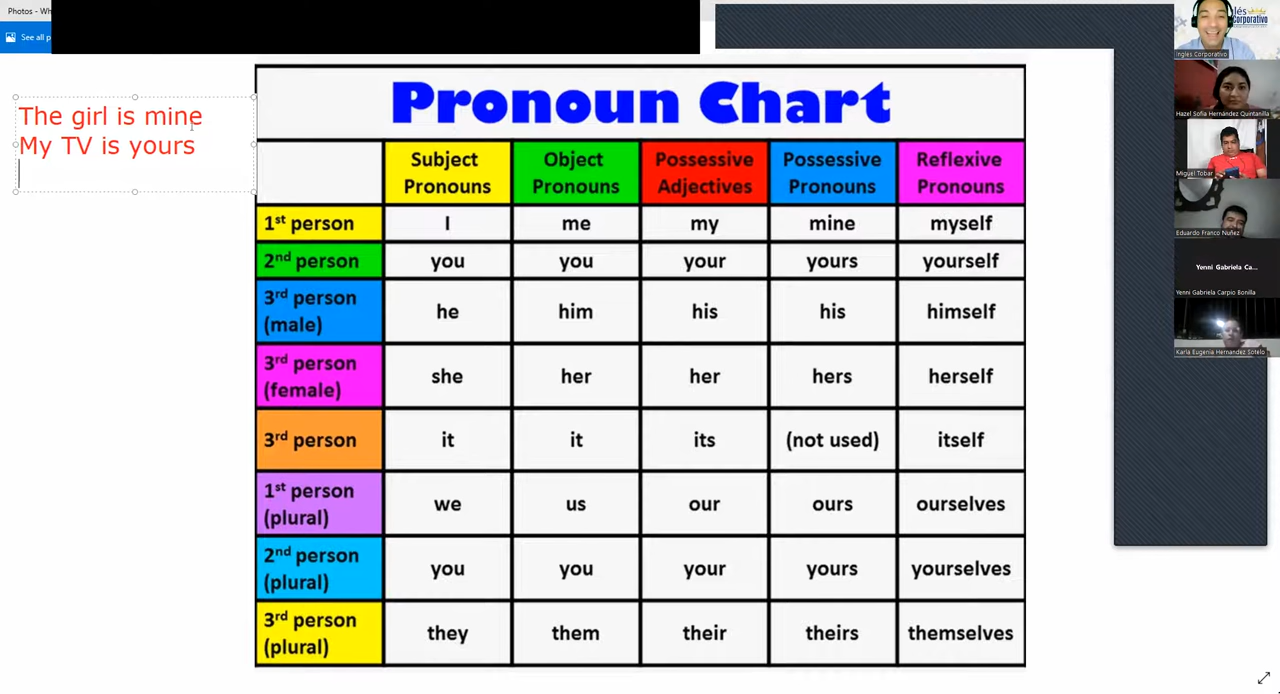 Photos - Wh
See all p
The girl is mine
My TV is yours
Pronoun Chart
Subject Pronouns Object Pronouns Possessive Adjectives Possessive Pronouns Reflexive Pronouns
1st person I me my mine myself
2nd person you you your yours yourself
3rd person (male) he him his his himself
3rd person (female) she her her hers herself
3rd person it it its (not used) itself
1st person (plural) we us our ours ourselves
2nd person (plural) you you your yours yourselves
3rd person (plural) they them their theirs themselves
lés
orporativo
Inglés Corporativo
Hazel Sofia Hernández Quintanilla
Miguel Tobar
Eduardo Franco Nuñez
Yenni Gabriela Ca...
Yenni Gabriela Carpio Bonilla
Karla Eugenia Hernandez Sotelo